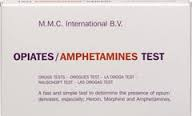 M.M.C. International B.V.
OPIATES/AMPHETAMINES TEST
DRUGS TESTS - DROGUES TEST - LA DROGA TEST -
RAUSCHGIFT TEST - LAS DROGAS TEST
A fast and simple test to determine the presence of opium
derivates, especially; Heroin, Morphine and Amphetamines,